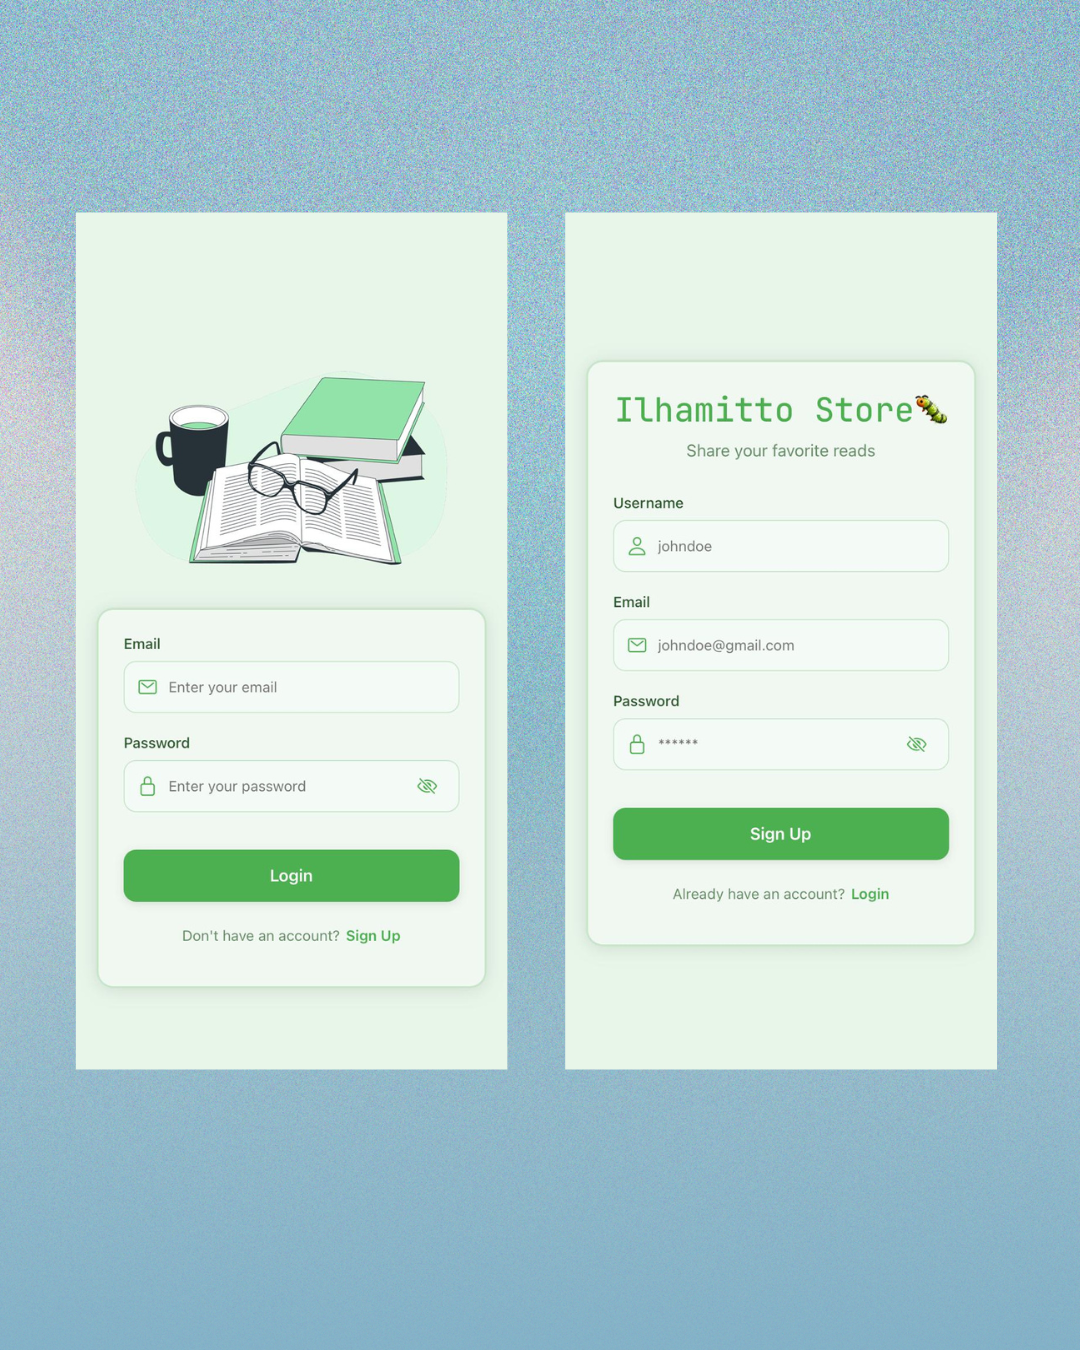 Email
Enter your email
Password
Enter your password
Login
Don't have an account? Sign Up
Ilhamitto Store🐛
Share your favorite reads
Username
johndoe
Email
johndoe@gmail.com
Password
******
Sign Up
Already have an account? Login